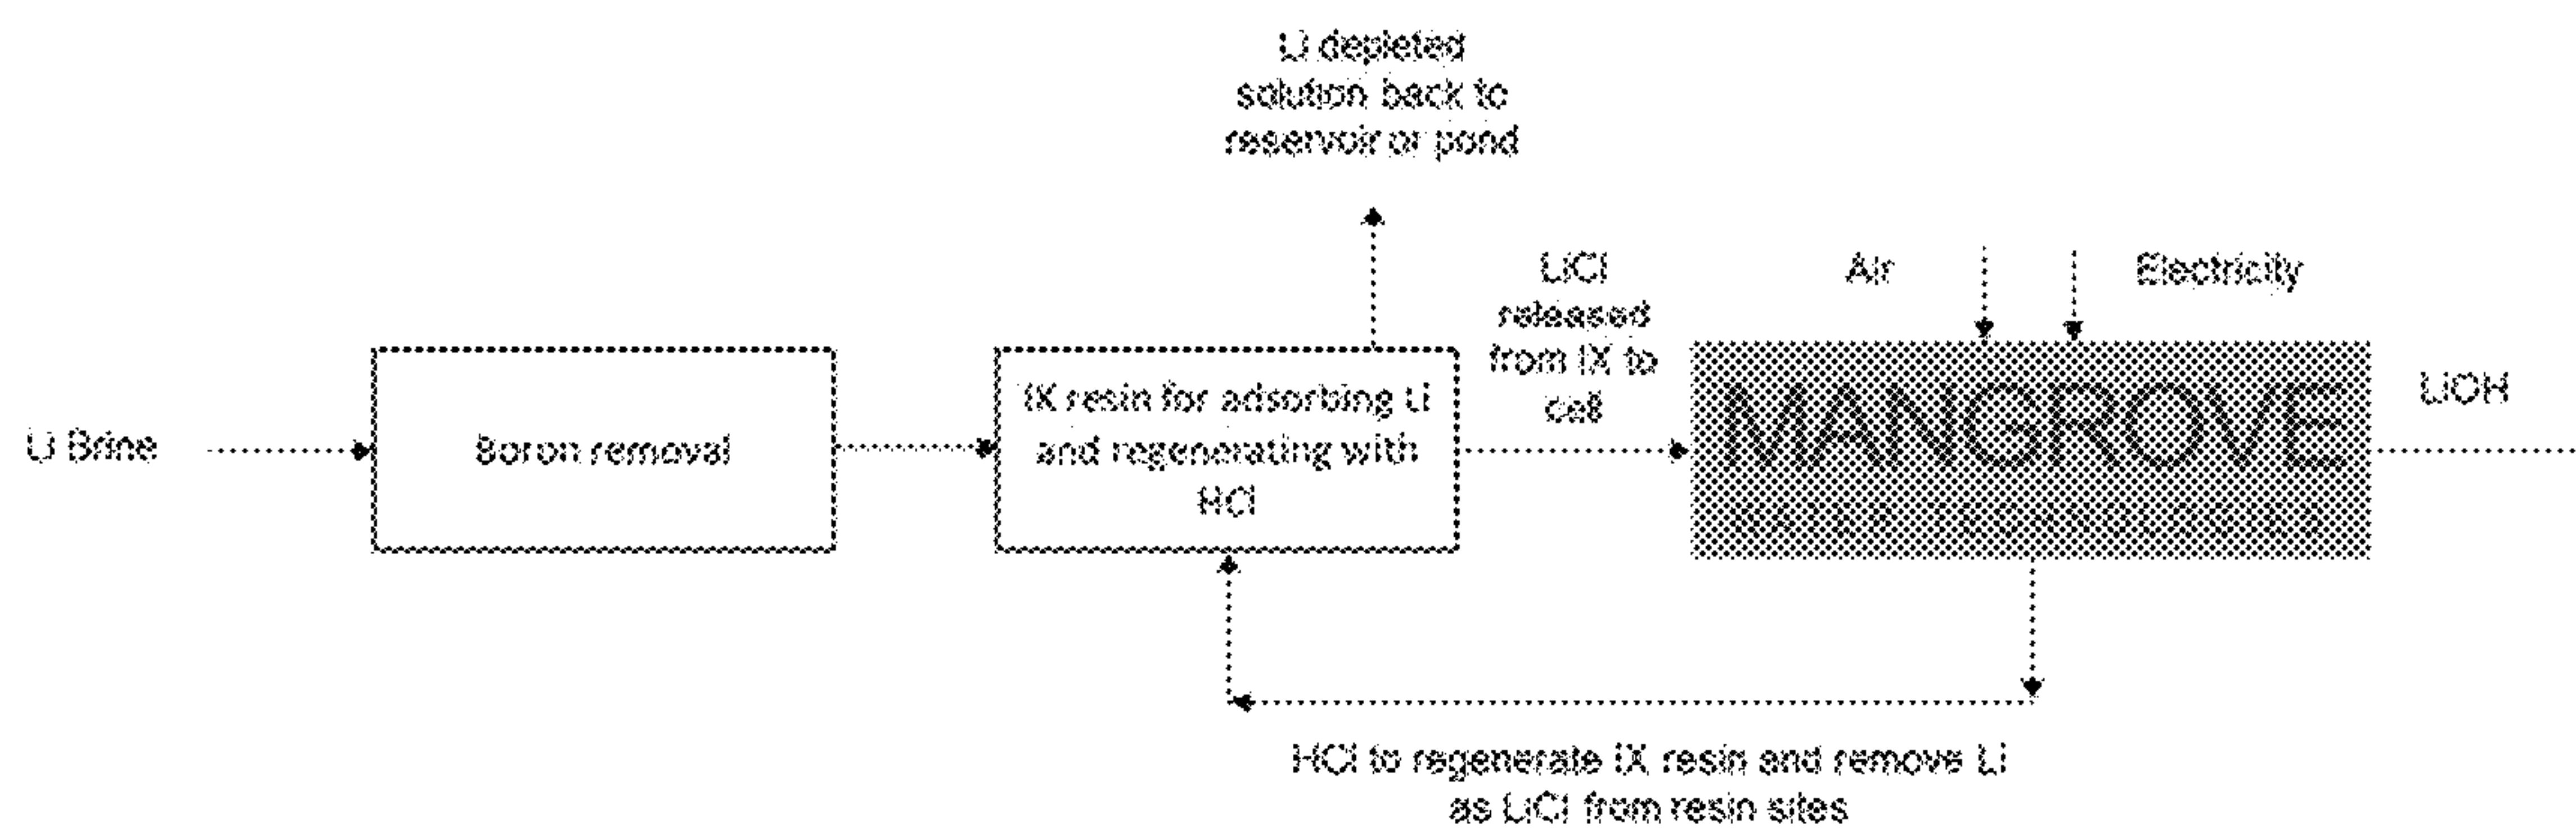 Li depleted
solution back to
reservoir or pond
LiCl
released
from IX to
cell
Air
Electricity
Li Brine
Boron removal
IX resin for adsorbing Li
and regenerating with
HCl
MANGROVE
WATER TECHNOLOGIES
LiOH
HCl to regenerate IX resin and remove Li
as LiCl from resin sites